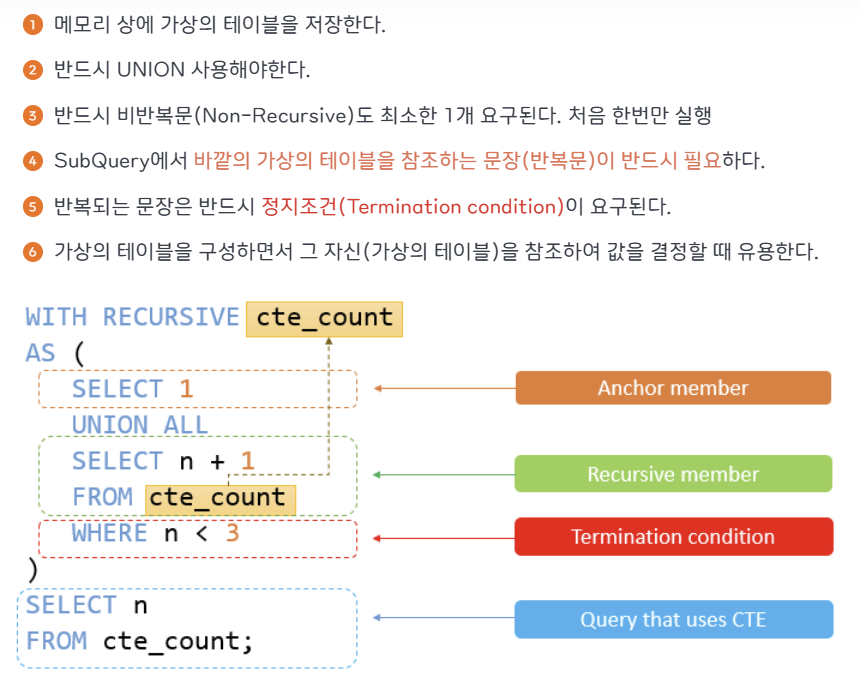 1 메모리 상에 가상의 테이블을 저장한다.
2 반드시 UNION 사용해야한다.
3 반드시 비반복문(Non-Recursive)도 최소한 1개 요구된다. 처음 한번만 실행
4 SubQuery에서 바깥의 가상의 테이블을 참조하는 문장(반복문)이 반드시 필요하다.
5 반복되는 문장은 반드시 정지조건(Termination condition)이 요구된다.
6 가상의 테이블을 구성하면서 그 자신(가상의 테이블)을 참조하여 값을 결정할 때 유용한다.
WITH RECURSIVE cte_count
AS (
SELECT 1
Anchor member
UNION ALL
SELECT n + 1
FROM cte_count
Recursive member
WHERE n < 3
Termination condition
)
SELECT n
FROM cte_count;
Query that uses CTE